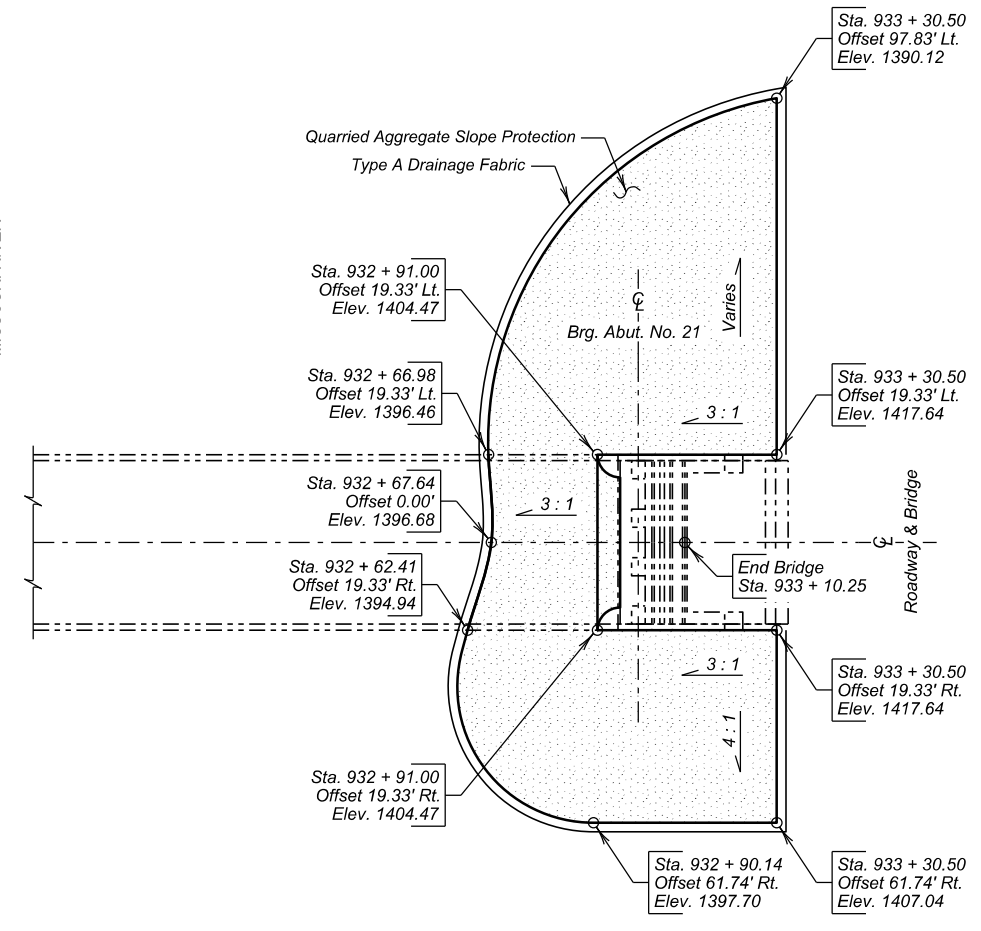 Sta. 933 + 30.50
Offset 97.83' Lt.
Elev. 1390.12
Quarried Aggregate Slope Protection
Type A Drainage Fabric
Sta. 932 + 91.00
Offset 19.33' Lt.
Elev. 1404.47
℄
Brg. Abut. No. 21
Varies
Sta. 932 + 66.98
Offset 19.33' Lt.
Elev. 1396.46
Sta. 933 + 30.50
Offset 19.33' Lt.
Elev. 1417.64
3 : 1
Sta. 932 + 67.64
Offset 0.00'
Elev. 1396.68
3 : 1
℄
Roadway & Bridge
Sta. 932 + 62.41
Offset 19.33' Rt.
Elev. 1394.94
End Bridge
Sta. 933 + 10.25
3 : 1
4 : 1
Sta. 933 + 30.50
Offset 19.33' Rt.
Elev. 1417.64
Sta. 932 + 91.00
Offset 19.33' Rt.
Elev. 1404.47
Sta. 932 + 90.14
Offset 61.74' Rt.
Elev. 1397.70
Sta. 933 + 30.50
Offset 61.74' Rt.
Elev. 1407.04